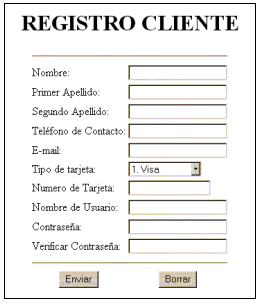 REGISTRO CLIENTE
Nombre:
Primer Apellido:
Segundo Apellido:
Teléfono de Contacto:
E-mail:
Tipo de tarjeta: 1. Visa
Numero de Tarjeta:
Nombre de Usuario:
Contraseña:
Verificar Contraseña:
Enviar Borrar